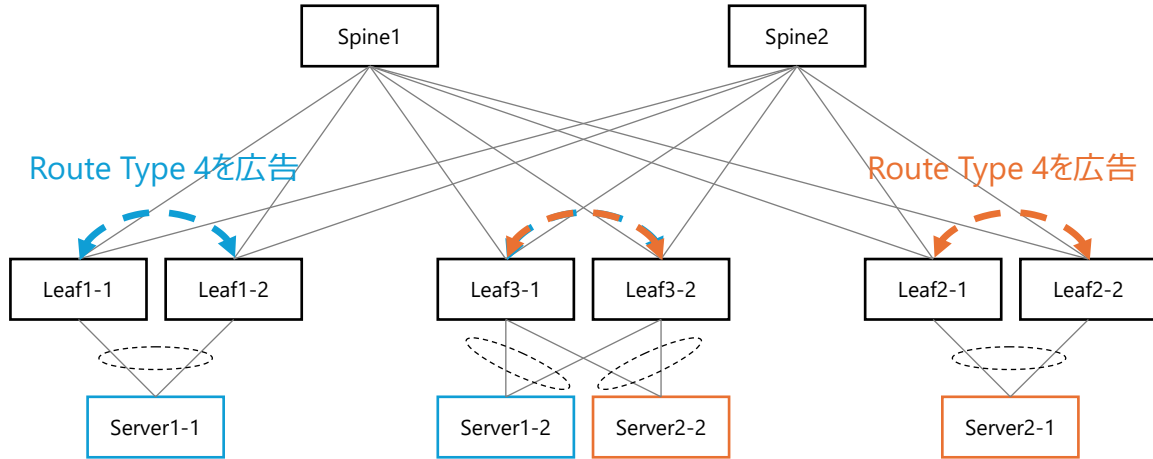 Spine1
Spine2
Route Type 4を広告
Route Type 4を広告
Leaf1-1
Leaf1-2
Leaf3-1
Leaf3-2
Leaf2-1
Leaf2-2
Server1-1
Server1-2
Server2-2
Server2-1